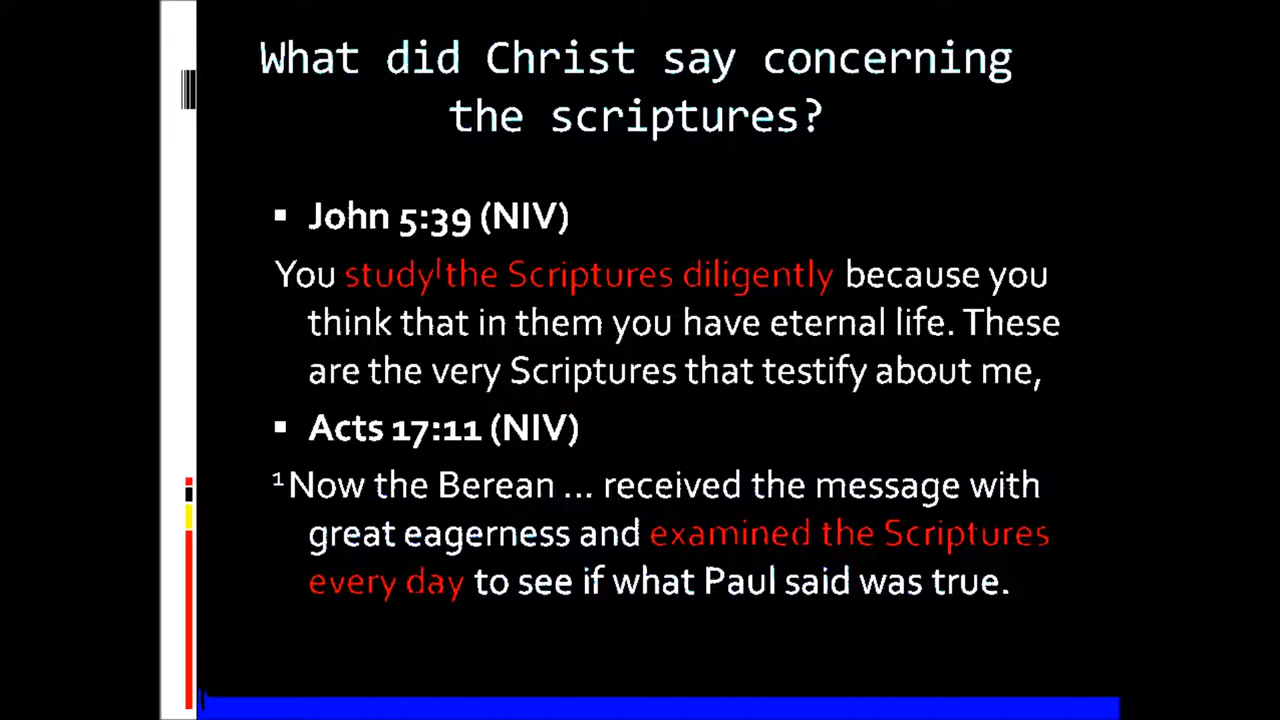 What did Christ say concerning
the scriptures?
▪ John 5:39 (NIV)
You study the Scriptures diligently because you
think that in them you have eternal life. These
are the very Scriptures that testify about me,
▪ Acts 17:11 (NIV)
¹Now the Berean ... received the message with
great eagerness and examined the Scriptures
every day to see if what Paul said was true.